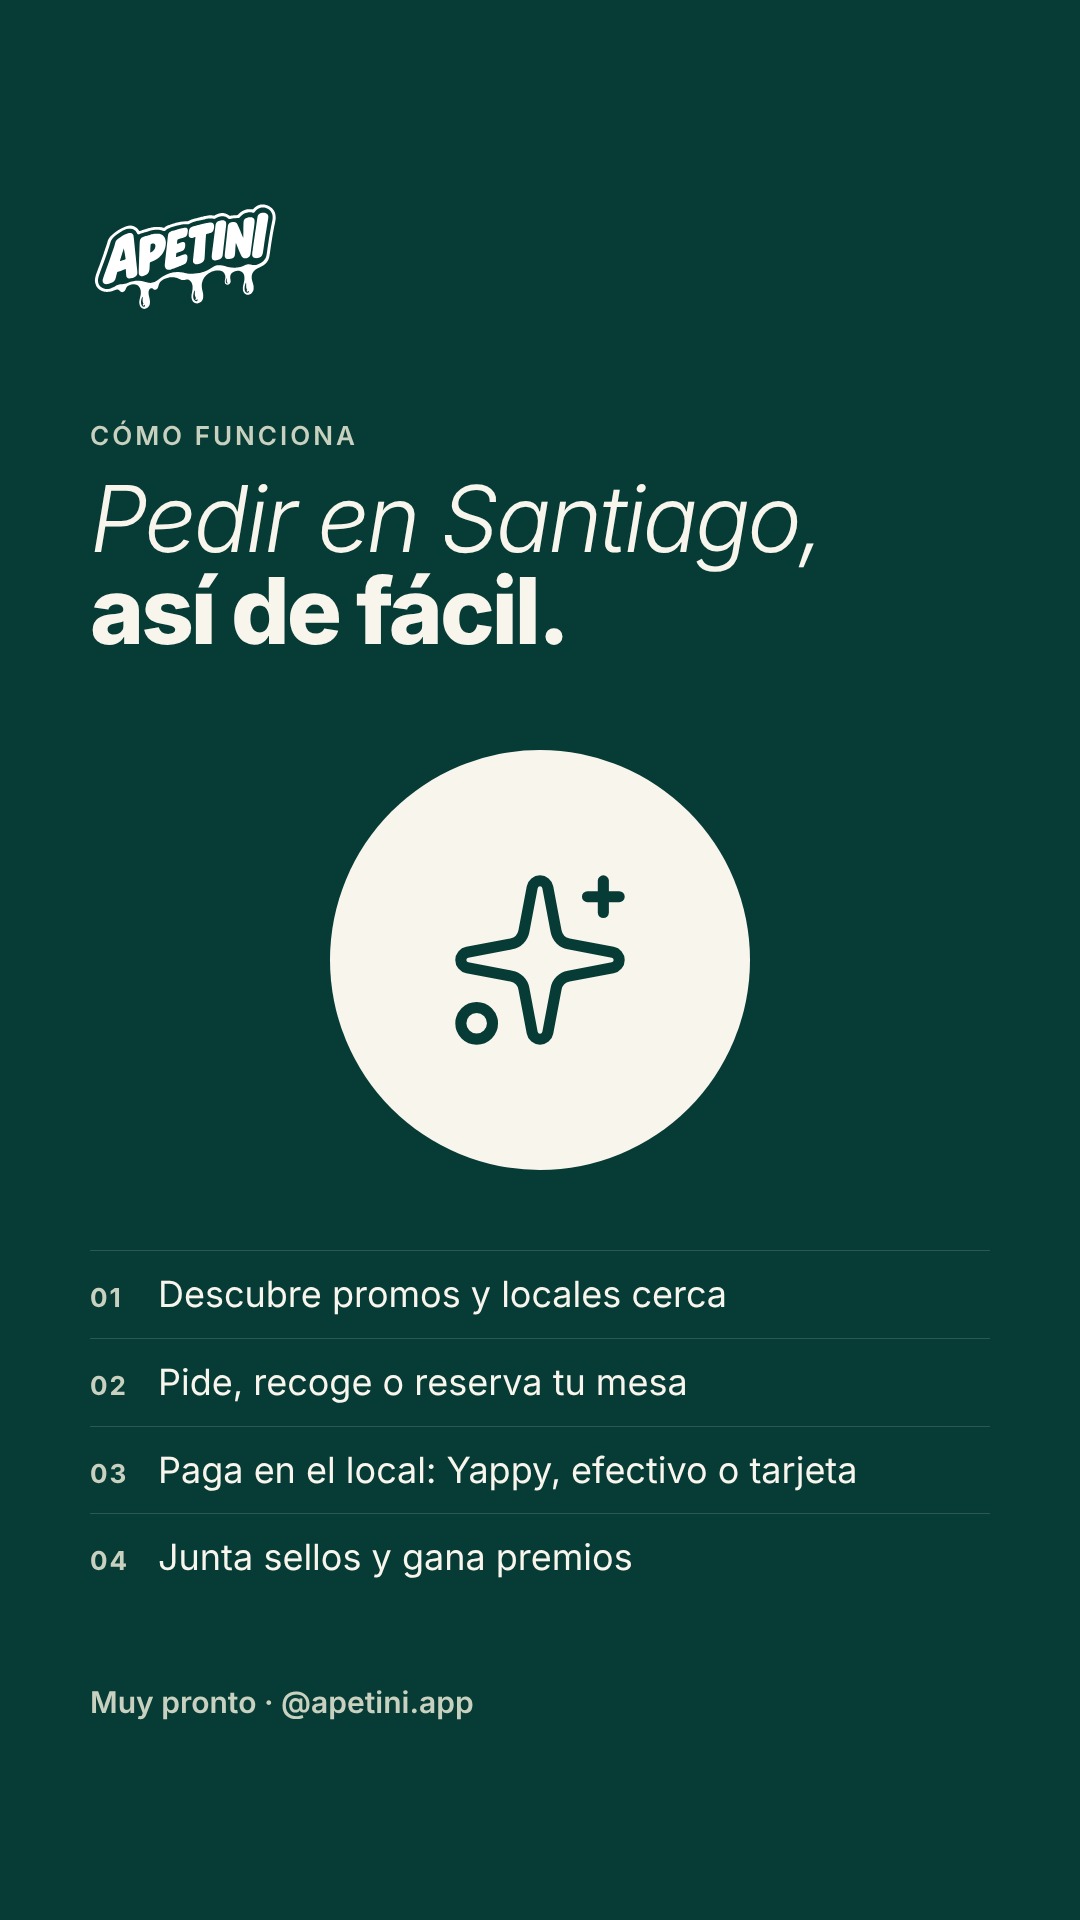 APETINI
CÓMO FUNCIONA
Pedir en Santiago,
así de fácil.
01 Descubre promos y locales cerca
02 Pide, recoge o reserva tu mesa
03 Paga en el local: Yappy, efectivo o tarjeta
04 Junta sellos y gana premios
Muy pronto · @apetini.app